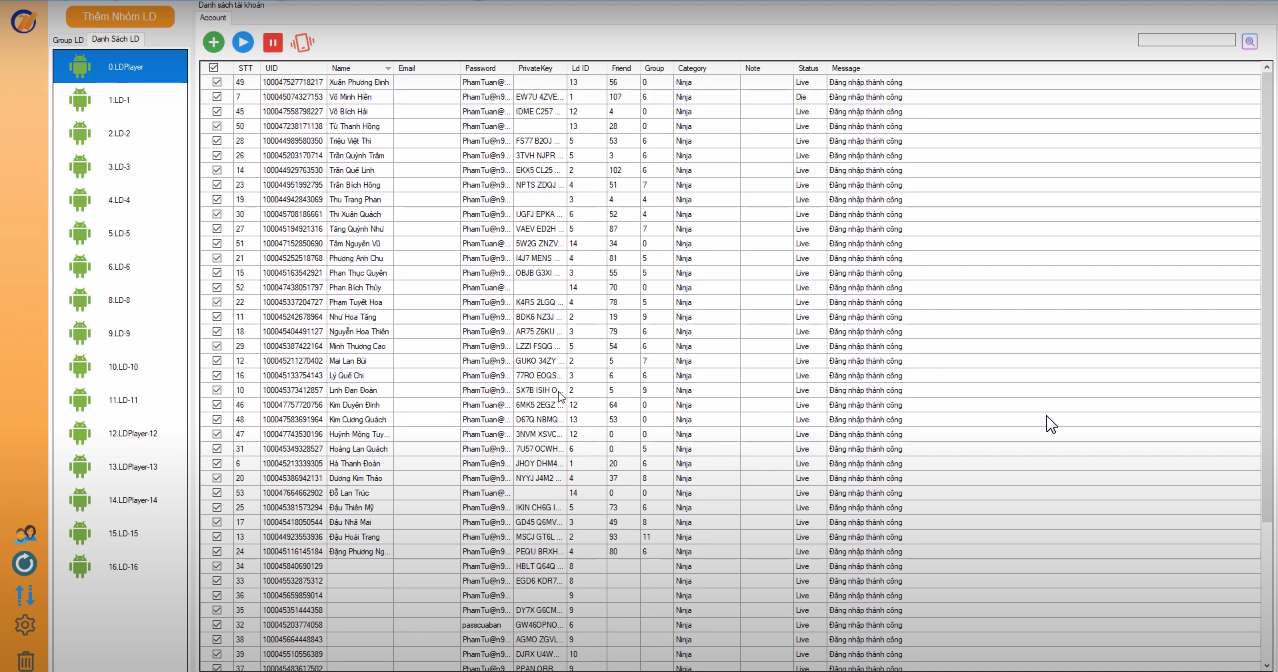 Danh sách tài khoản
Thêm Nhóm LD
Account
Group LD Danh Sách LD
0.LDPlayer
1.LD-1
2.LD-2
3.LD-3
4.LD-4
5.LD-5
6.LD-6
8.LD-8
9.LD-9
10.LD-10
11.LD-11
12.LDPlayer-12
13.LDPlayer-13
14.LDPlayer-14
15.LD-15
16.LD-16
STT UID Name Email Password PrivateKey Ld ID Friend Group Category Note Status Message
49 100047527718217 Xuân Phương Đinh PhamTuan@... 13 56 0 Ninja Live Đăng nhập thành công
7 100045074327153 Võ Minh Hiền PhamTu@n9... EW7U 4ZVE... 1 107 6 Ninja Die Đăng nhập thành công
45 100047558798227 Võ Bích Hải PhamTuan@... IDME C257 ... 12 4 0 Ninja Live Đăng nhập thành công
50 100047238171138 Từ Thanh Hồng PhamTuan@... 13 28 0 Ninja Live Đăng nhập thành công
28 100044989580350 Triệu Việt Thi PhamTu@n9... FS77 B2OJ ... 5 53 6 Ninja Live Đăng nhập thành công
26 100045203170714 Trần Quỳnh Trâm PhamTu@n9... 3TVH NJPR ... 5 3 6 Ninja Live Đăng nhập thành công
14 100044929763530 Trần Quế Linh PhamTu@n9... EKX5 CL25 ... 2 102 6 Ninja Live Đăng nhập thành công
23 100044951992795 Trần Bích Hồng PhamTu@n9... NPTS ZDQJ ... 4 51 7 Ninja Live Đăng nhập thành công
19 100044942843069 Thu Trang Phan PhamTu@n9... 3 4 4 Ninja Live Đăng nhập thành công
30 100045708186661 Thi Xuân Quách PhamTu@n9... UGFJ EPKA ... 6 52 4 Ninja Live Đăng nhập thành công
27 100045194921316 Tăng Quỳnh Như PhamTu@n9... VAEV ED2H ... 5 87 7 Ninja Live Đăng nhập thành công
51 100047152850690 Tâm Nguyên Vũ PhamTuan@... 5W2G ZNZV... 14 34 0 Ninja Live Đăng nhập thành công
21 100045252518768 Phương Anh Chu PhamTu@n9... I4J7 MENS ... 4 81 5 Ninja Live Đăng nhập thành công
15 100045163542921 Phan Thục Quyên PhamTu@n9... OBJB G3XI ... 3 55 5 Ninja Live Đăng nhập thành công
52 100047438051797 Phan Bích Thủy PhamTuan@... 14 70 0 Ninja Live Đăng nhập thành công
22 100045337204727 Phạm Tuyết Hoa PhamTu@n9... K4RS 2LGQ ... 4 78 5 Ninja Live Đăng nhập thành công
11 100045242678964 Như Hoa Tăng PhamTu@n9... BDK6 NZ3J ... 2 19 9 Ninja Live Đăng nhập thành công
18 100045404491127 Nguyễn Hoa Thiên PhamTu@n9... AR75 Z6KU ... 3 79 6 Ninja Live Đăng nhập thành công
29 100045387422164 Minh Thương Cao PhamTu@n9... LZZI FSQG ... 5 54 6 Ninja Live Đăng nhập thành công
12 100045211270402 Mai Lan Bùi PhamTu@n9... GUKO 34ZY ... 2 5 7 Ninja Live Đăng nhập thành công
16 100045133754143 Lý Quế Chi PhamTu@n9... 77RO EOQS... 3 6 6 Ninja Live Đăng nhập thành công
10 100045373412857 Linh Đan Đoàn PhamTu@n9... SX7B ISIH O... 2 5 9 Ninja Live Đăng nhập thành công
46 100047757720756 Kim Duyên Đinh PhamTuan@... 6MK5 2EGZ ... 12 64 0 Ninja Live Đăng nhập thành công
48 100047583691964 Kim Cương Quách PhamTuan@... D67Q NBMQ... 13 53 0 Ninja Live Đăng nhập thành công
47 100047743530196 Huỳnh Mộng Tuy... PhamTuan@... 3NVM XSVC... 12 0 0 Ninja Live Đăng nhập thành công
31 100045349328527 Hoàng Lan Quách PhamTu@n9... 7U57 OCWH... 6 0 5 Ninja Live Đăng nhập thành công
6 100045213339305 Hà Thanh Đoàn PhamTu@n9... JHOY DHM4... 1 20 6 Ninja Live Đăng nhập thành công
20 100045386942131 Dương Kim Thảo PhamTu@n9... NYYJ J4M2 ... 4 37 8 Ninja Live Đăng nhập thành công
53 100047664662902 Đỗ Lan Trúc PhamTuan@... 14 0 0 Ninja Live Đăng nhập thành công
25 100045381573294 Đậu Thiên Mỹ PhamTu@n9... IKIN CH6G I... 5 73 6 Ninja Live Đăng nhập thành công
17 100045418050544 Đậu Nhã Mai PhamTu@n9... GD45 Q6MV... 3 49 8 Ninja Live Đăng nhập thành công
13 100044923553936 Đậu Hoài Trang PhamTu@n9... MSCJ GT6L ... 2 93 11 Ninja Live Đăng nhập thành công
24 100045116145184 Đặng Phương Ng... PhamTu@n9... PEQU BRXH... 4 80 6 Ninja Live Đăng nhập thành công
34 100045840690129 PhamTu@n9... HBLT Q64Q ... 8 Ninja Live Đăng nhập thành công
33 100045532875312 PhamTu@n9... EGD6 KDR7... 8 Ninja Live Đăng nhập thành công
36 100045659859014 PhamTu@n9... 9 Ninja Live Đăng nhập thành công
35 100045351444358 PhamTu@n9... DY7X G6CM... 9 Ninja Live Đăng nhập thành công
32 100045203774058 passcuaban GW46OPNO... 6 Ninja Live Đăng nhập thành công
38 100045664448843 PhamTu@n9... AGMO ZGVL... 9 Ninja Live Đăng nhập thành công
39 100045510556389 PhamTu@n9... DJRX U4W... 10 Ninja Live Đăng nhập thành công
37 100045483617502 PhamTu@n9... PPAN QRR... 9 Ninja Live Đăng nhập thành công